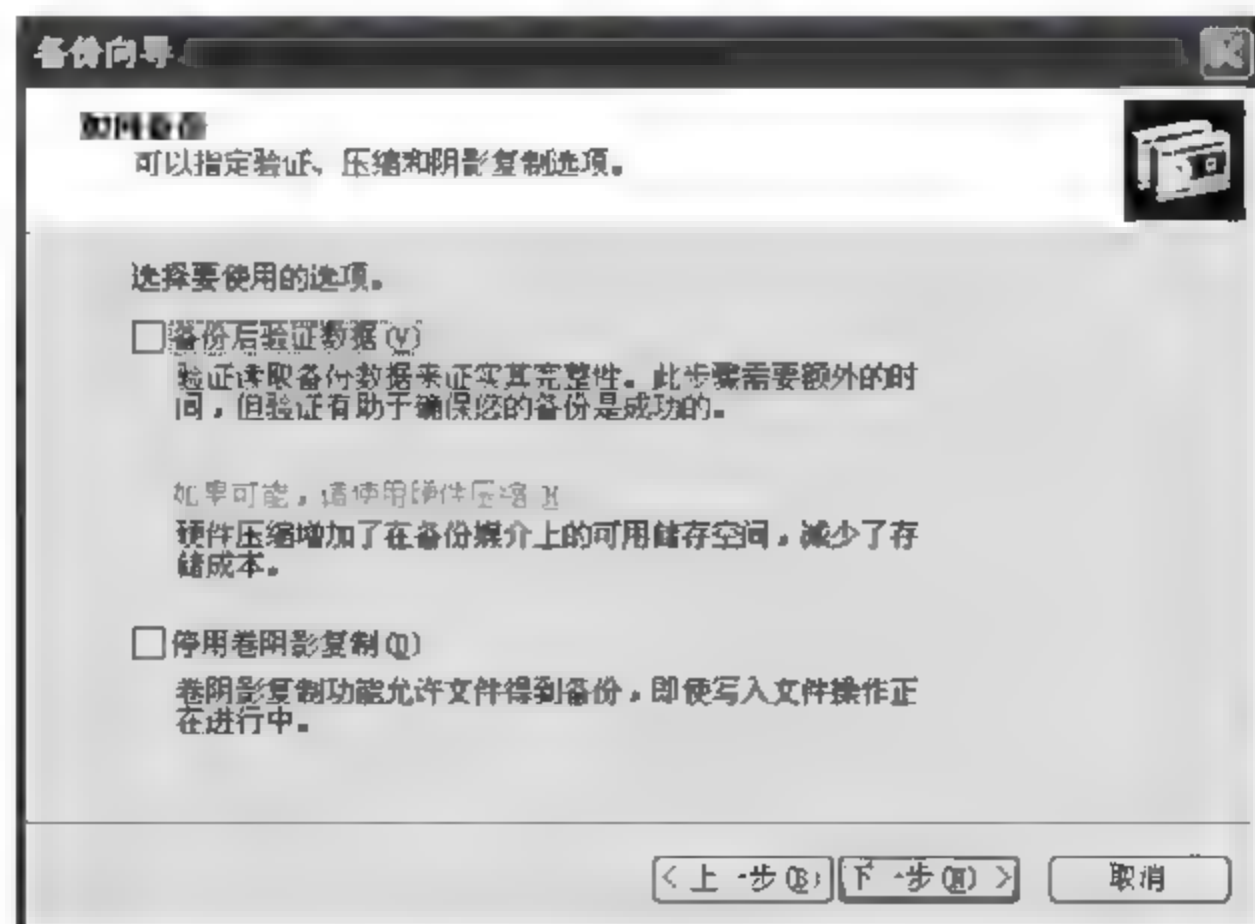 备份向导
如何备份
可以指定验证、压缩和阴影复制选项。
选择要使用的选项。
备份后验证数据(V)
验证读取备份数据来证实其完整性。此步骤需要额外的时
间，但验证有助于确保您的备份是成功的。
如果可能，请使用硬件压缩 H
硬件压缩增加了在备份媒介上的可用储存空间，减少了存
储成本。
停用卷阴影复制(D)
卷阴影复制功能允许文件得到备份，即使写入文件操作正
在进行中。
< 上一步(B) 下一步(N) > 取消